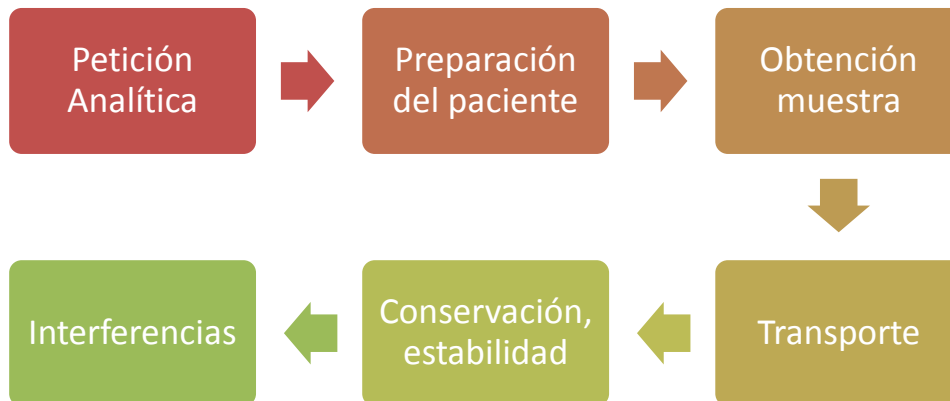 Petición
Analítica
Preparación
del paciente
Obtención
muestra
Transporte
Conservación,
estabilidad
Interferencias